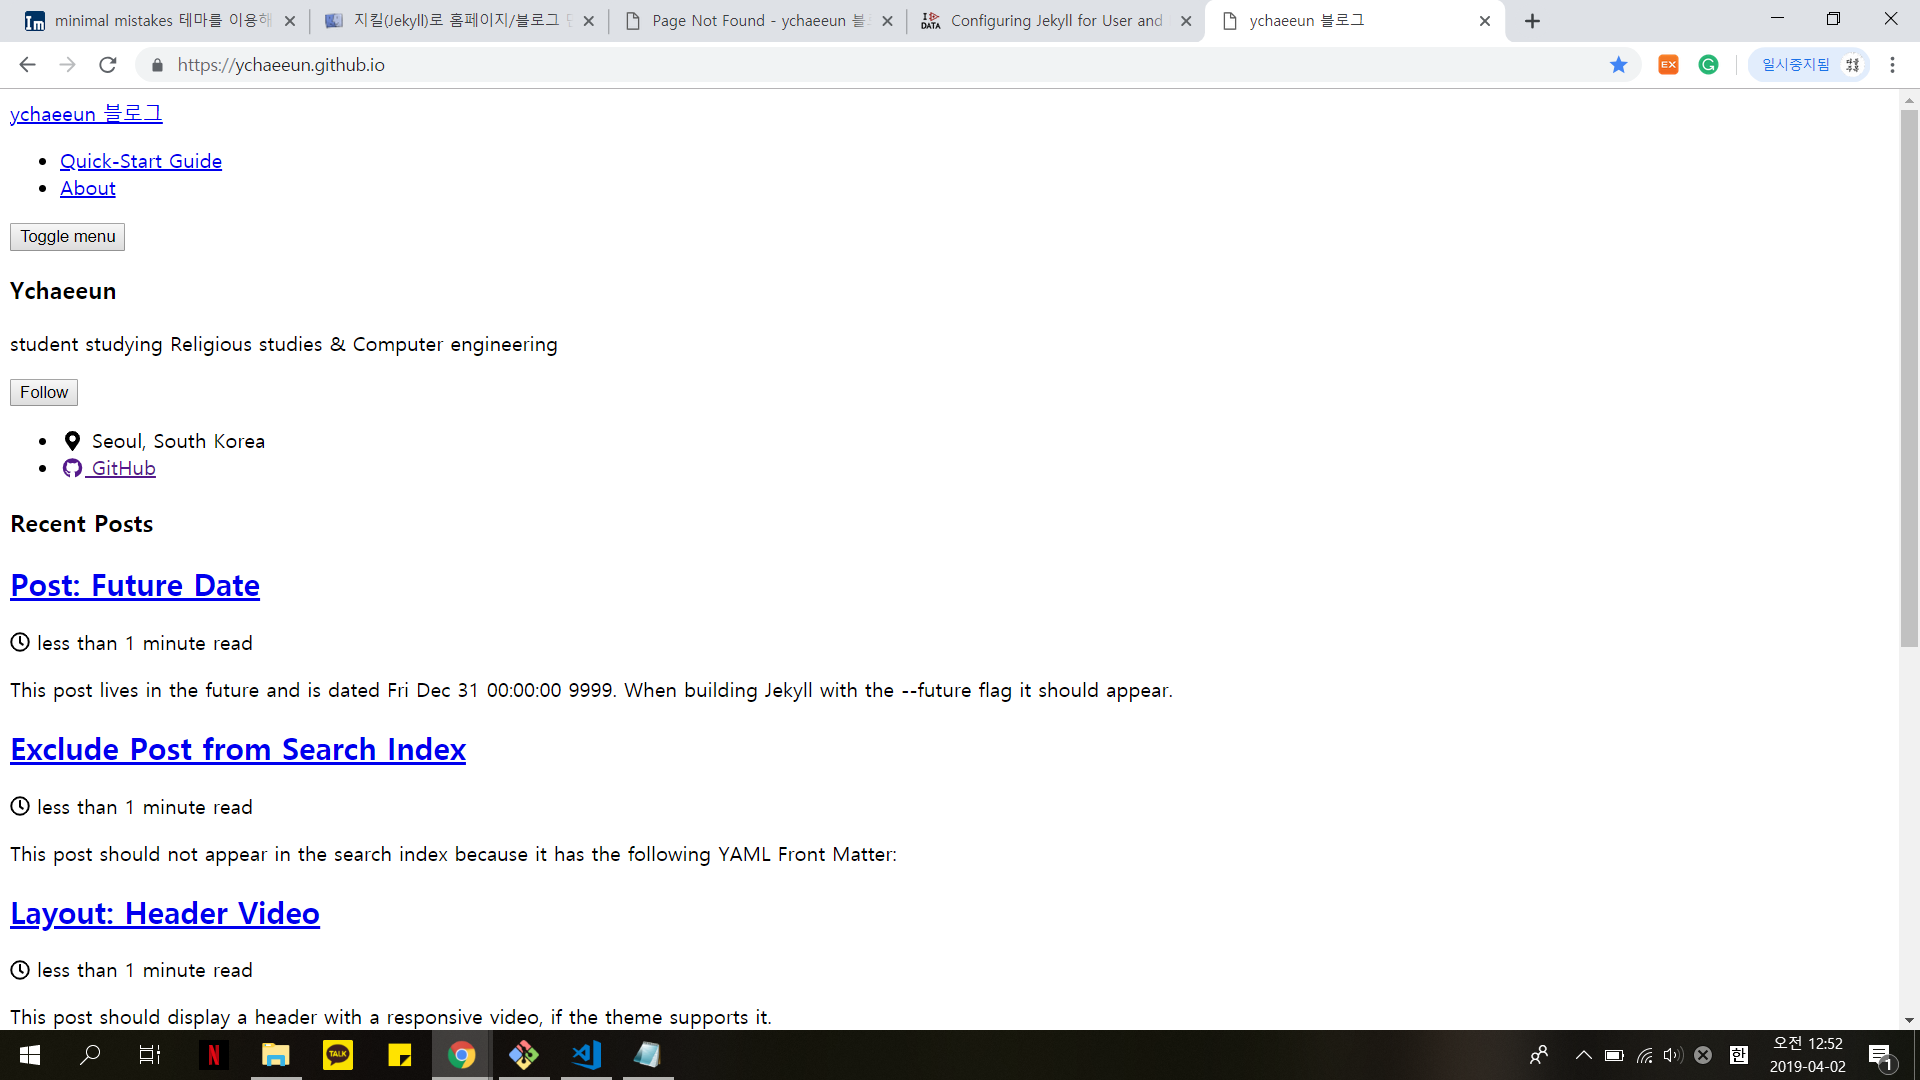 minimal mistakes 테마를 이용해
지킬(Jekyll)로 홈페이지/블로그
Page Not Found - ychaeeun 블
Configuring Jekyll for User and
ychaeeun 블로그
https://ychaeeun.github.io
EX
일시중지됨
ychaeeun 블로그
Quick-Start Guide
About
Toggle menu
Ychaeeun
student studying Religious studies & Computer engineering
Follow
Seoul, South Korea
GitHub
Recent Posts
Post: Future Date
less than 1 minute read
This post lives in the future and is dated Fri Dec 31 00:00:00 9999. When building Jekyll with the --future flag it should appear.
Exclude Post from Search Index
less than 1 minute read
This post should not appear in the search index because it has the following YAML Front Matter:
Layout: Header Video
less than 1 minute read
This post should display a header with a responsive video, if the theme supports it.
TALK
한
오전 12:52
2019-04-02
1